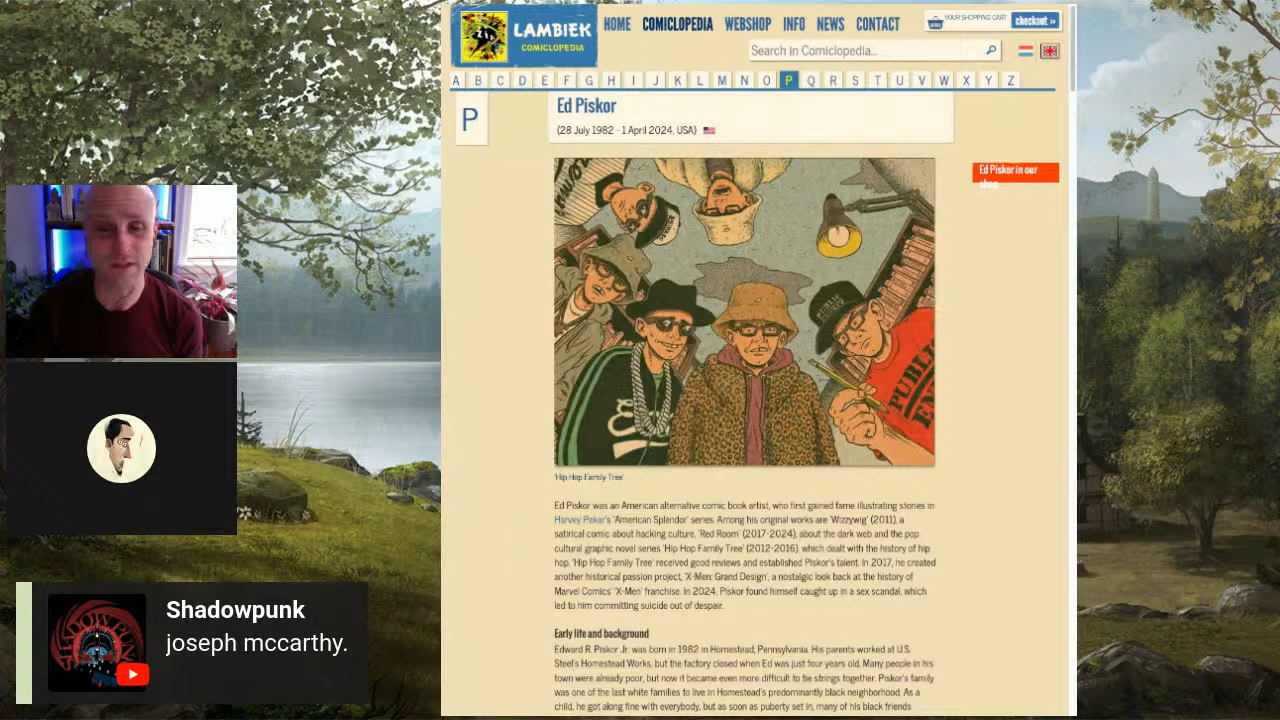 LAMBIEK
COMICLOPEDIA
HOME COMICLOPEDIA WEBSHOP INFO NEWS CONTACT
YOUR SHOPPING CART
checkout »
Search in Comiclopedia...
A B C D E F G H I J K L M N O P Q R S T U V W X Y Z
P
Ed Piskor
(28 July 1982 - 1 April 2024, USA)
Ed Piskor in our
shop
PUBLIC
'Hip Hop Family Tree'.
Ed Piskor was an American alternative comic book artist, who first gained fame illustrating stories in
Harvey Pekar's 'American Splendor' series. Among his original works are 'Wizzywig' (2011), a
satirical comic about hacking culture, 'Red Room' (2017-2024), about the dark web and the pop
cultural graphic novel series 'Hip Hop Family Tree' (2012-2016), which dealt with the history of hip
hop. 'Hip Hop Family Tree' received good reviews and established Piskor's talent. In 2017, he created
another historical passion project, 'X-Men: Grand Design', a nostalgic look back at the history of
Marvel Comics' 'X-Men' franchise. In 2024, Piskor found himself caught up in a sex scandal, which
led to him committing suicide out of despair.
Early life and background
Edward R. Piskor Jr. was born in 1982 in Homestead, Pennsylvania. His parents worked at U.S.
Steel's Homestead Works, but the factory closed when Ed was just four years old. Many people in his
town were already poor, but now it became even more difficult to tie strings together. Piskor's family
was one of the last white families to live in Homestead's predominantly black neighborhood. As a
child, he got along fine with everybody, but as soon as puberty set in, many of his black friends
Shadowpunk
joseph mccarthy.